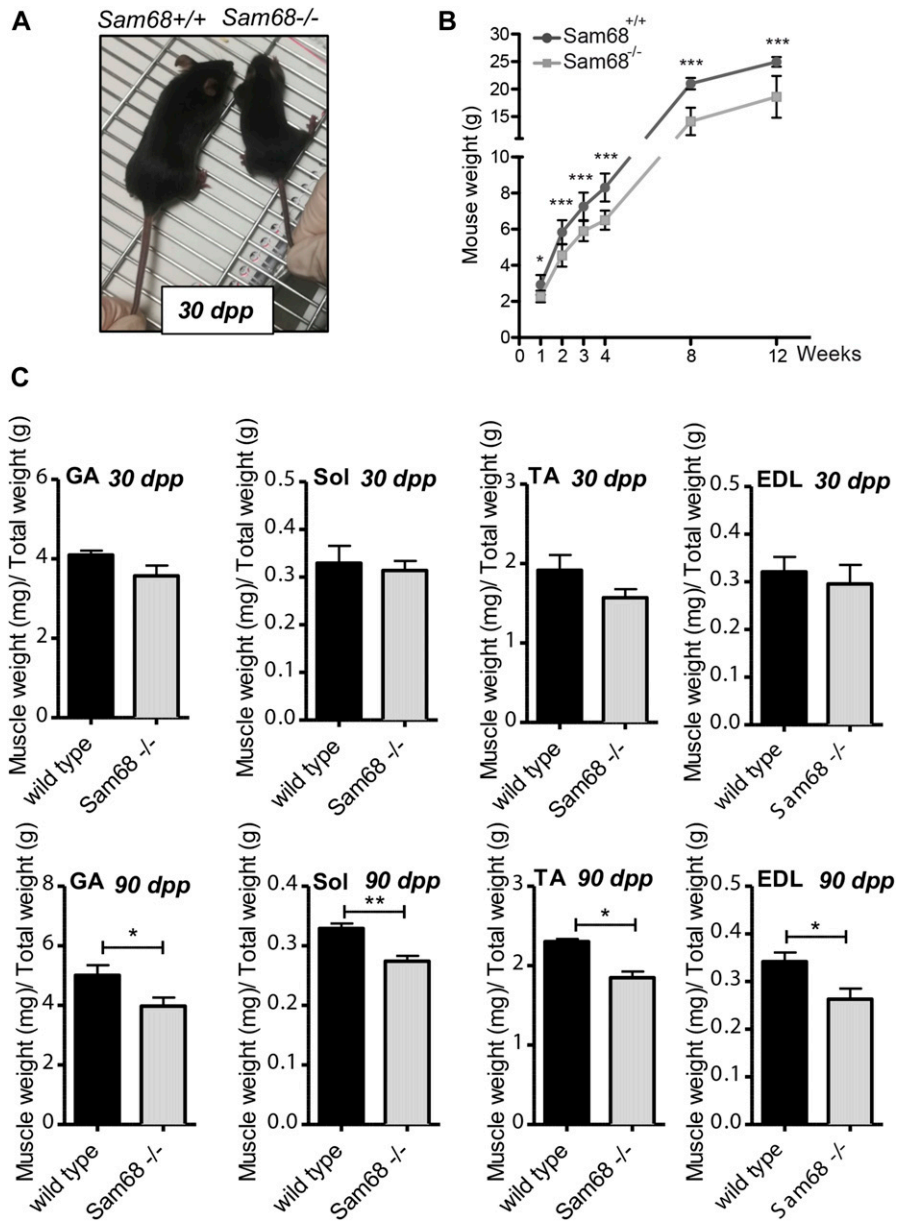 A
Sam68+/+ Sam68-/-
30 dpp
B
Sam68+/+
Sam68-/-
Mouse weight (g)
30
25
20
15
10
10
8
6
4
2
0
*
***
***
***
***
***
0 1 2 3 4 8 12 Weeks
C
Muscle weight (mg)/ Total weight (g)
GA 30 dpp
6
4
2
0
wild type
Sam68 -/-
Muscle weight (mg)/ Total weight (g)
Sol 30 dpp
0.5
0.4
0.3
0.2
0.1
0.0
wild type
Sam68 -/-
Muscle weight (mg)/ Total weight (g)
TA 30 dpp
3
2
1
0
wild type
Sam68 -/-
Muscle weight (mg)/ Total weight (g)
EDL 30 dpp
0.5
0.4
0.3
0.2
0.1
0.0
wild type
Sam68 -/-
Muscle weight (mg)/ Total weight (g)
GA 90 dpp
*
8
6
4
2
0
wild type
Sam68 -/-
Muscle weight (mg)/ Total weight (g)
Sol 90 dpp
**
0.4
0.3
0.2
0.1
0.0
wild type
Sam68 -/-
Muscle weight (mg)/ Total weight (g)
TA 90 dpp
*
3
2
1
0
wild type
Sam68 -/-
Muscle weight (mg)/ Total weight (g)
EDL 90 dpp
*
0.5
0.4
0.3
0.2
0.1
0.0
wild type
Sam68 -/-